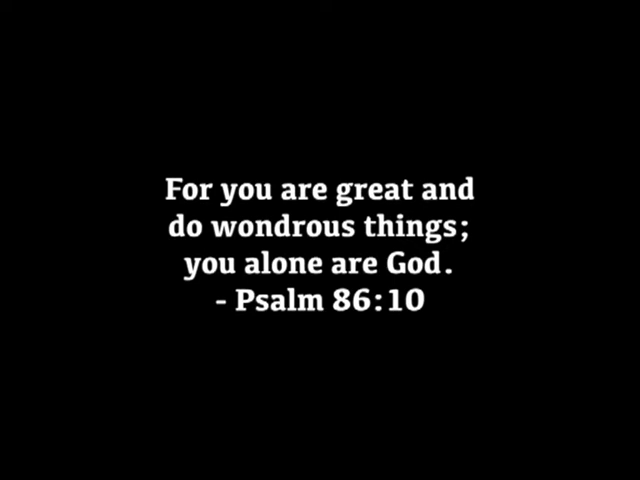 For you are great and
do wondrous things;
you alone are God.
- Psalm 86:10